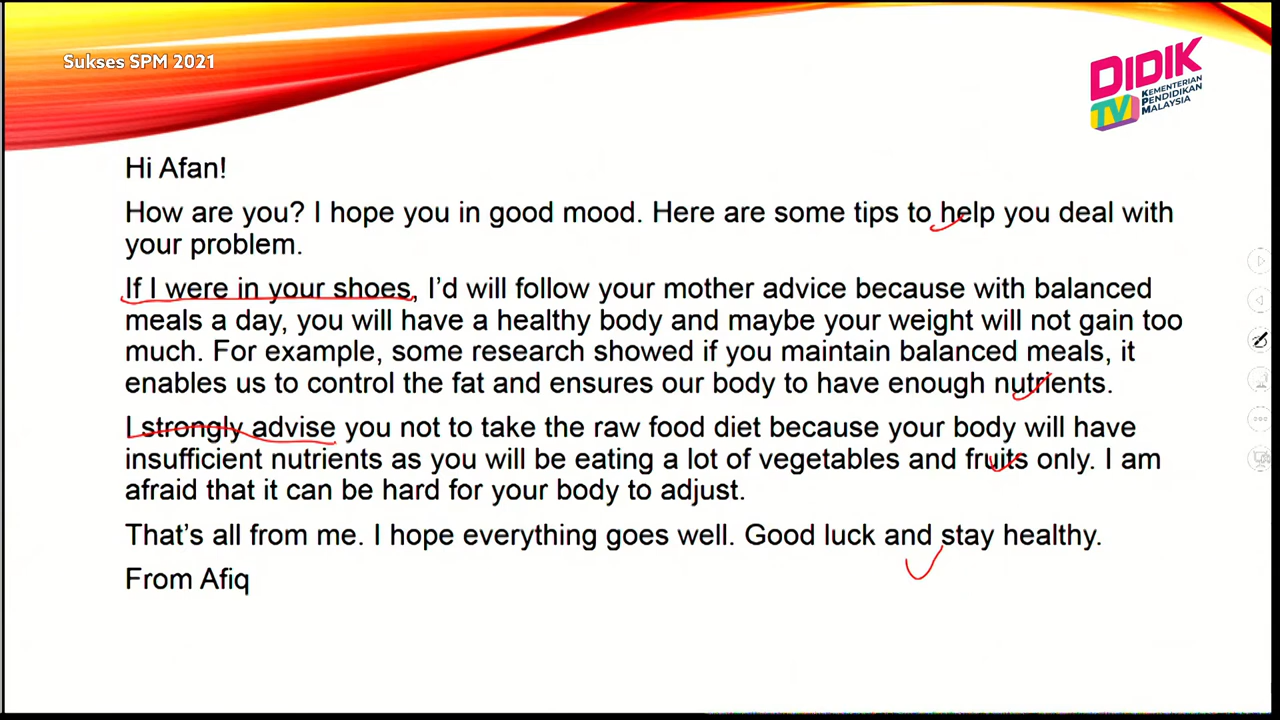 Sukses SPM 2021
DIDIK
TV
KEMENTERIAN
PENDIDIKAN
MALAYSIA
Hi Afan!
How are you? I hope you in good mood. Here are some tips to help you deal with
your problem.
If I were in your shoes, I’d will follow your mother advice because with balanced
meals a day, you will have a healthy body and maybe your weight will not gain too
much. For example, some research showed if you maintain balanced meals, it
enables us to control the fat and ensures our body to have enough nutrients.
I strongly advise you not to take the raw food diet because your body will have
insufficient nutrients as you will be eating a lot of vegetables and fruits only. I am
afraid that it can be hard for your body to adjust.
That’s all from me. I hope everything goes well. Good luck and stay healthy.
From Afiq